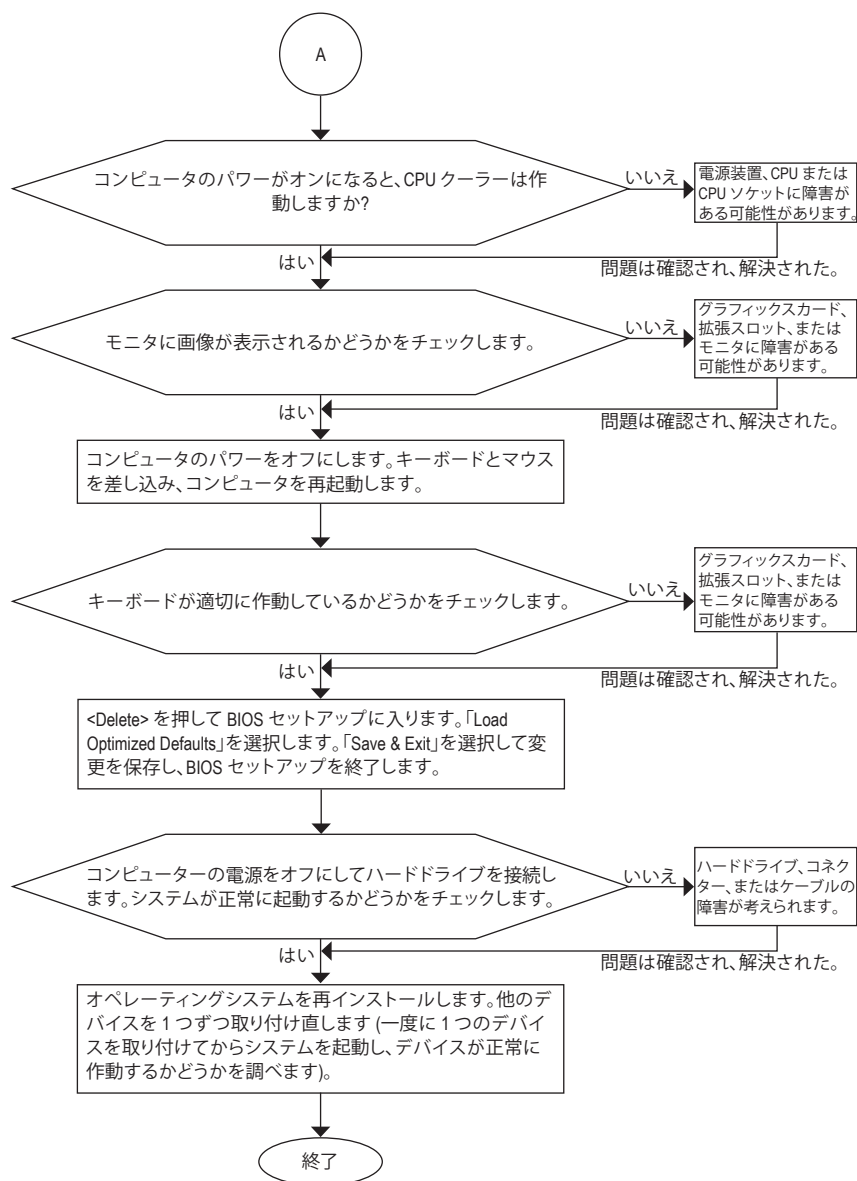 A
コンピュータのパワーがオンになると、CPU クーラーは作
動しますか?
いいえ
電源装置、CPU または
CPU ソケットに障害が
ある可能性があります。
はい
問題は確認され、解決された。
モニタに画像が表示されるかどうかをチェックします。
いいえ
グラフィックスカード、
拡張スロット、または
モニタに障害がある
可能性があります。
はい
問題は確認され、解決された。
コンピュータのパワーをオフにします。キーボードとマウス
を差し込み、コンピュータを再起動します。
キーボードが適切に作動しているかどうかをチェックします。
いいえ
グラフィックスカード、
拡張スロット、または
モニタに障害がある
可能性があります。
はい
問題は確認され、解決された。
<Delete> を押して BIOS セットアップに入ります。「Load
Optimized Defaults」を選択します。「Save & Exit」を選択して変
更を保存し、BIOS セットアップを終了します。
コンピューターの電源をオフにしてハードドライブを接続し
ます。システムが正常に起動するかどうかをチェックします。
いいえ
ハードドライブ、コネク
ター、またはケーブルの
障害が考えられます。
はい
問題は確認され、解決された。
オペレーティングシステムを再インストールします。他のデ
バイスを 1 つずつ取り付け直します (一度に 1 つのデバイ
スを取り付けてからシステムを起動し、デバイスが正常に
作動するかどうかを調べます)。
終了